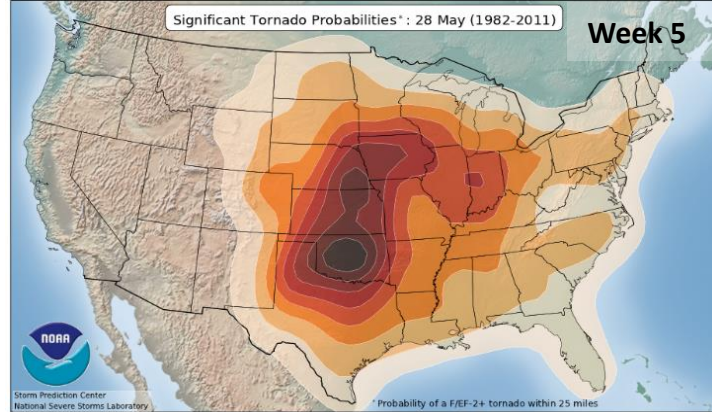 Significant Tornado Probabilities*: 28 May (1982-2011)
Week 5
NOAA
Storm Prediction Center
National Severe Storms Laboratory
*Probability of a F/EF-2+ tornado within 25 miles